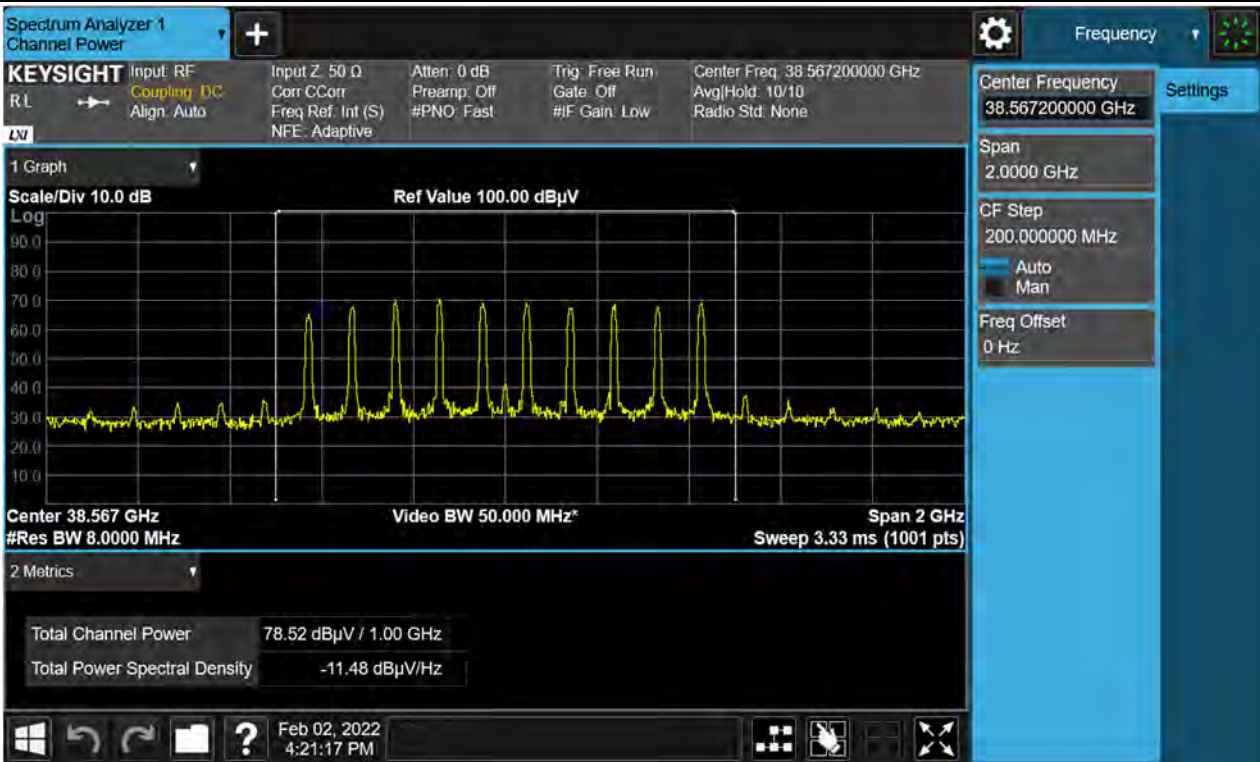 Spectrum Analyzer 1
Channel Power
+
Frequency
KEYSIGHT
R L
LXI
Input: RF
Coupling: DC
Align: Auto
Input Z: 50 Ω
Corr CCorr
Freq Ref: Int (S)
NFE: Adaptive
Atten: 0 dB
Preamp: Off
#PNO: Fast
Trig: Free Run
Gate: Off
#IF Gain: Low
Center Freq: 38.567200000 GHz
Avg|Hold: 10/10
Radio Std: None
Center Frequency
38.567200000 GHz
Settings
Span
2.0000 GHz
CF Step
200.000000 MHz
Auto
Man
Freq Offset
0 Hz
1 Graph
Scale/Div 10.0 dB
Ref Value 100.00 dBµV
Log
90.0
80.0
70.0
60.0
50.0
40.0
30.0
20.0
10.0
Center 38.567 GHz
Video BW 50.000 MHz*
Span 2 GHz
#Res BW 8.0000 MHz
Sweep 3.33 ms (1001 pts)
2 Metrics
Total Channel Power 78.52 dBµV / 1.00 GHz
Total Power Spectral Density -11.48 dBµV/Hz
?
Feb 02, 2022
4:21:17 PM